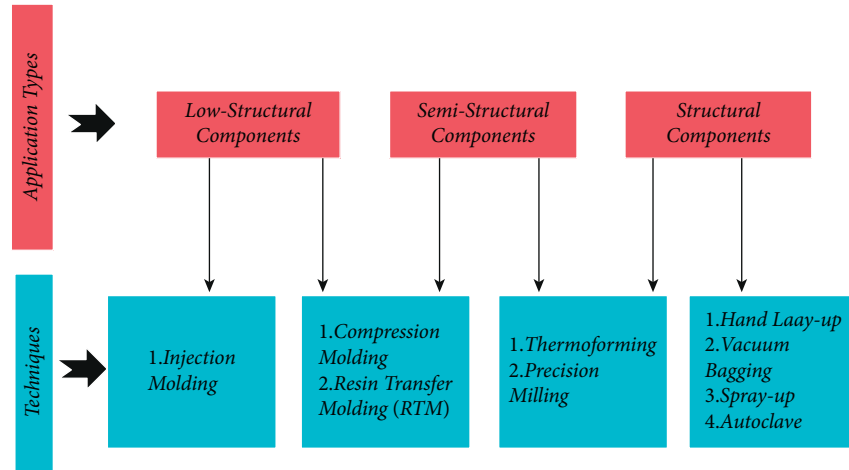 Application Types
Low-Structural
Components
Semi-Structural
Components
Structural
Components
Techniques
1.Injection
Molding
1.Compression
Molding
2.Resin Transfer
Molding (RTM)
1.Thermoforming
2.Precision
Milling
1.Hand Laay-up
2.Vacuum
Bagging
3.Spray-up
4.Autoclave